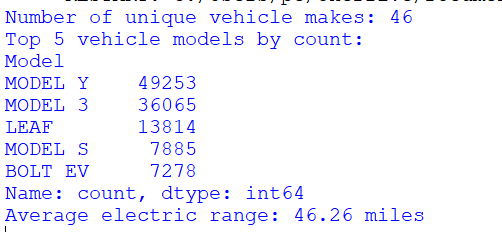 Number of unique vehicle makes: 46
Top 5 vehicle models by count:
Model
MODEL Y    49253
MODEL 3    36065
LEAF       13814
MODEL S     7885
BOLT EV     7278
Name: count, dtype: int64
Average electric range: 46.26 miles